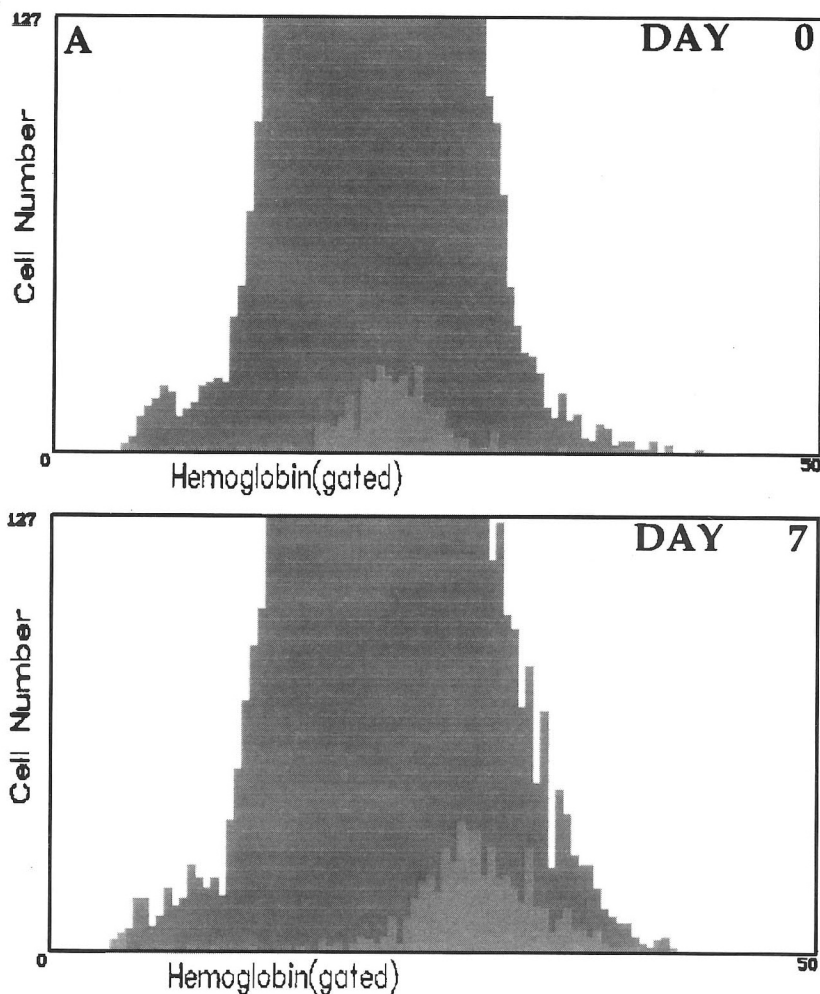 127
A DAY 0
Cell Number
0 50
Hemoglobin(gated)
127
DAY 7
Cell Number
0 50
Hemoglobin(gated)